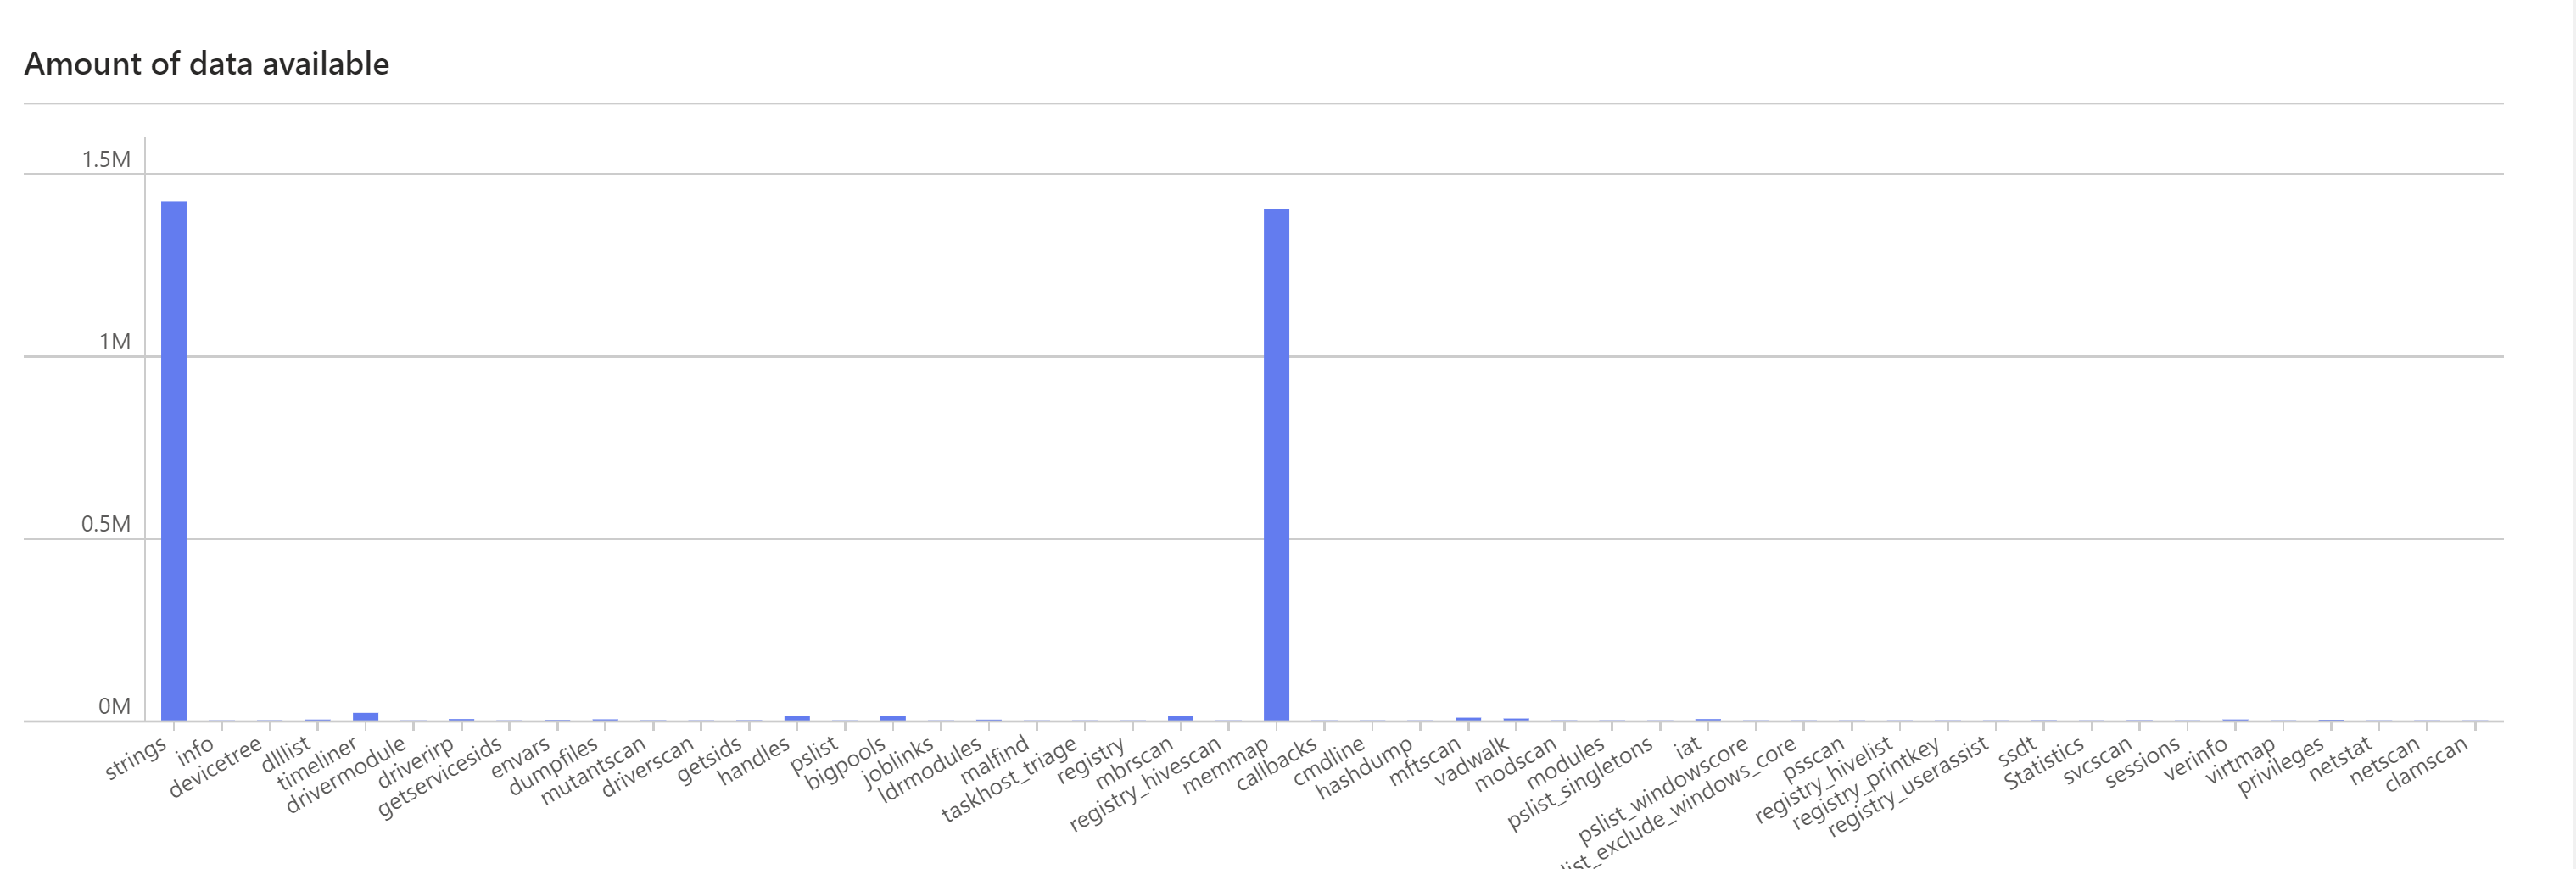 Amount of data available
1.5M
1M
0.5M
0M
strings
info
devicetree
dlllist
timeliner
drivermodule
driverirp
getservicesids
envars
dumpfiles
mutantscan
driverscan
getsids
handles
pslist
bigpools
joblinks
ldrmodules
malfind
taskhost_triage
registry
mbrscan
registry_hivescan
memmap
callbacks
cmdline
hashdump
mftscan
vadwalk
modscan
modules
pslist_singletons
iat
pslist_windowscore
list_exclude_windows_core
psscan
registry_hivelist
registry_printkey
registry_userassist
ssdt
Statistics
svcscan
sessions
verinfo
virtmap
privileges
netstat
netscan
clamscan